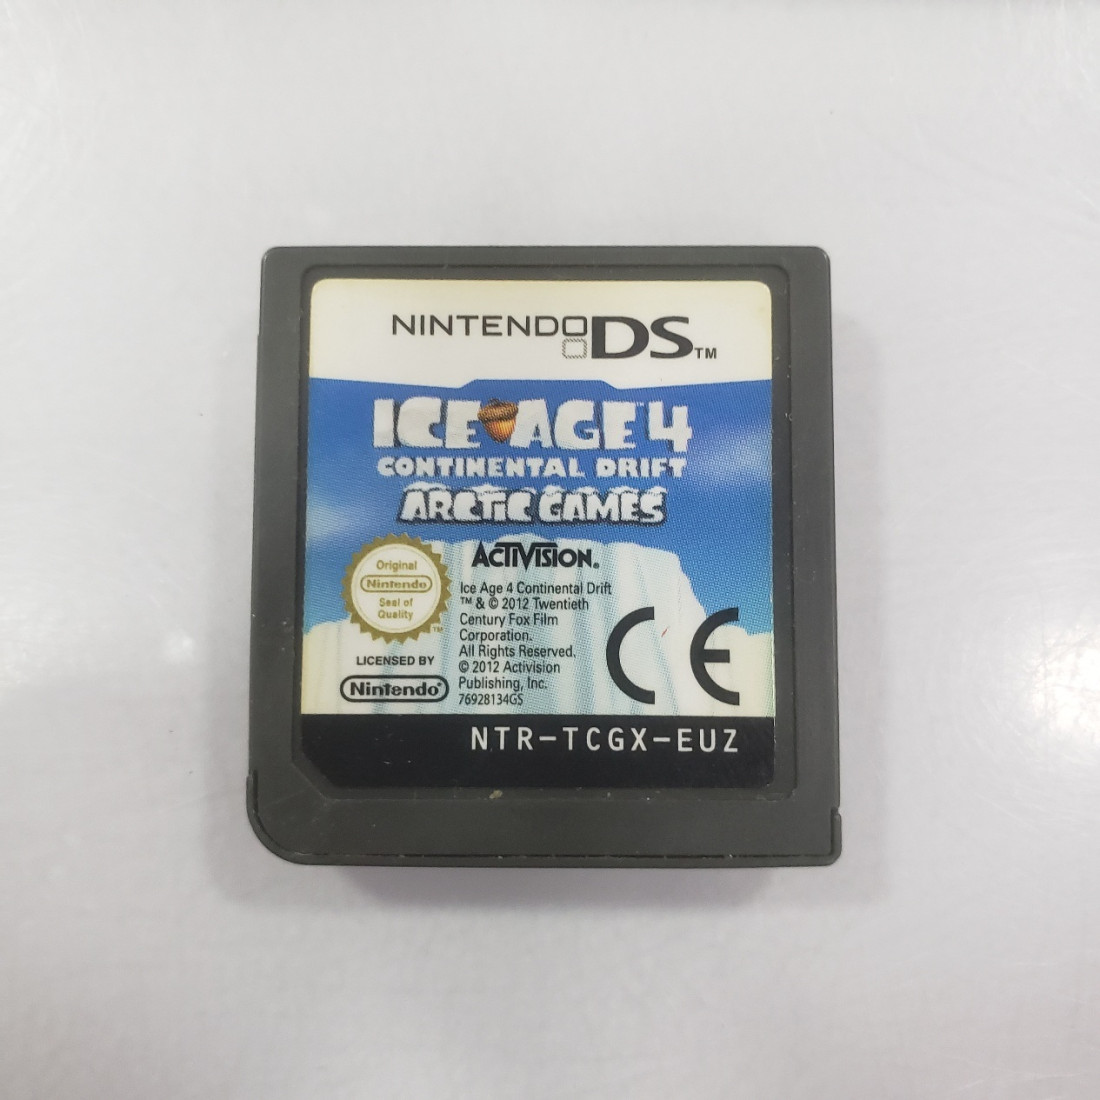 NINTENDO DS™
ICE AGE 4™
CONTINENTAL DRIFT
ARCTIC GAMES
ACTIVISION®
Original
Nintendo
Seal of
Quality
™
LICENSED BY
Nintendo®
Ice Age 4 Continental Drift
™ & © 2012 Twentieth
Century Fox Film
Corporation.
All Rights Reserved.
© 2012 Activision
Publishing, Inc.
76928134GS
CE
NTR-TCGX-EUZ